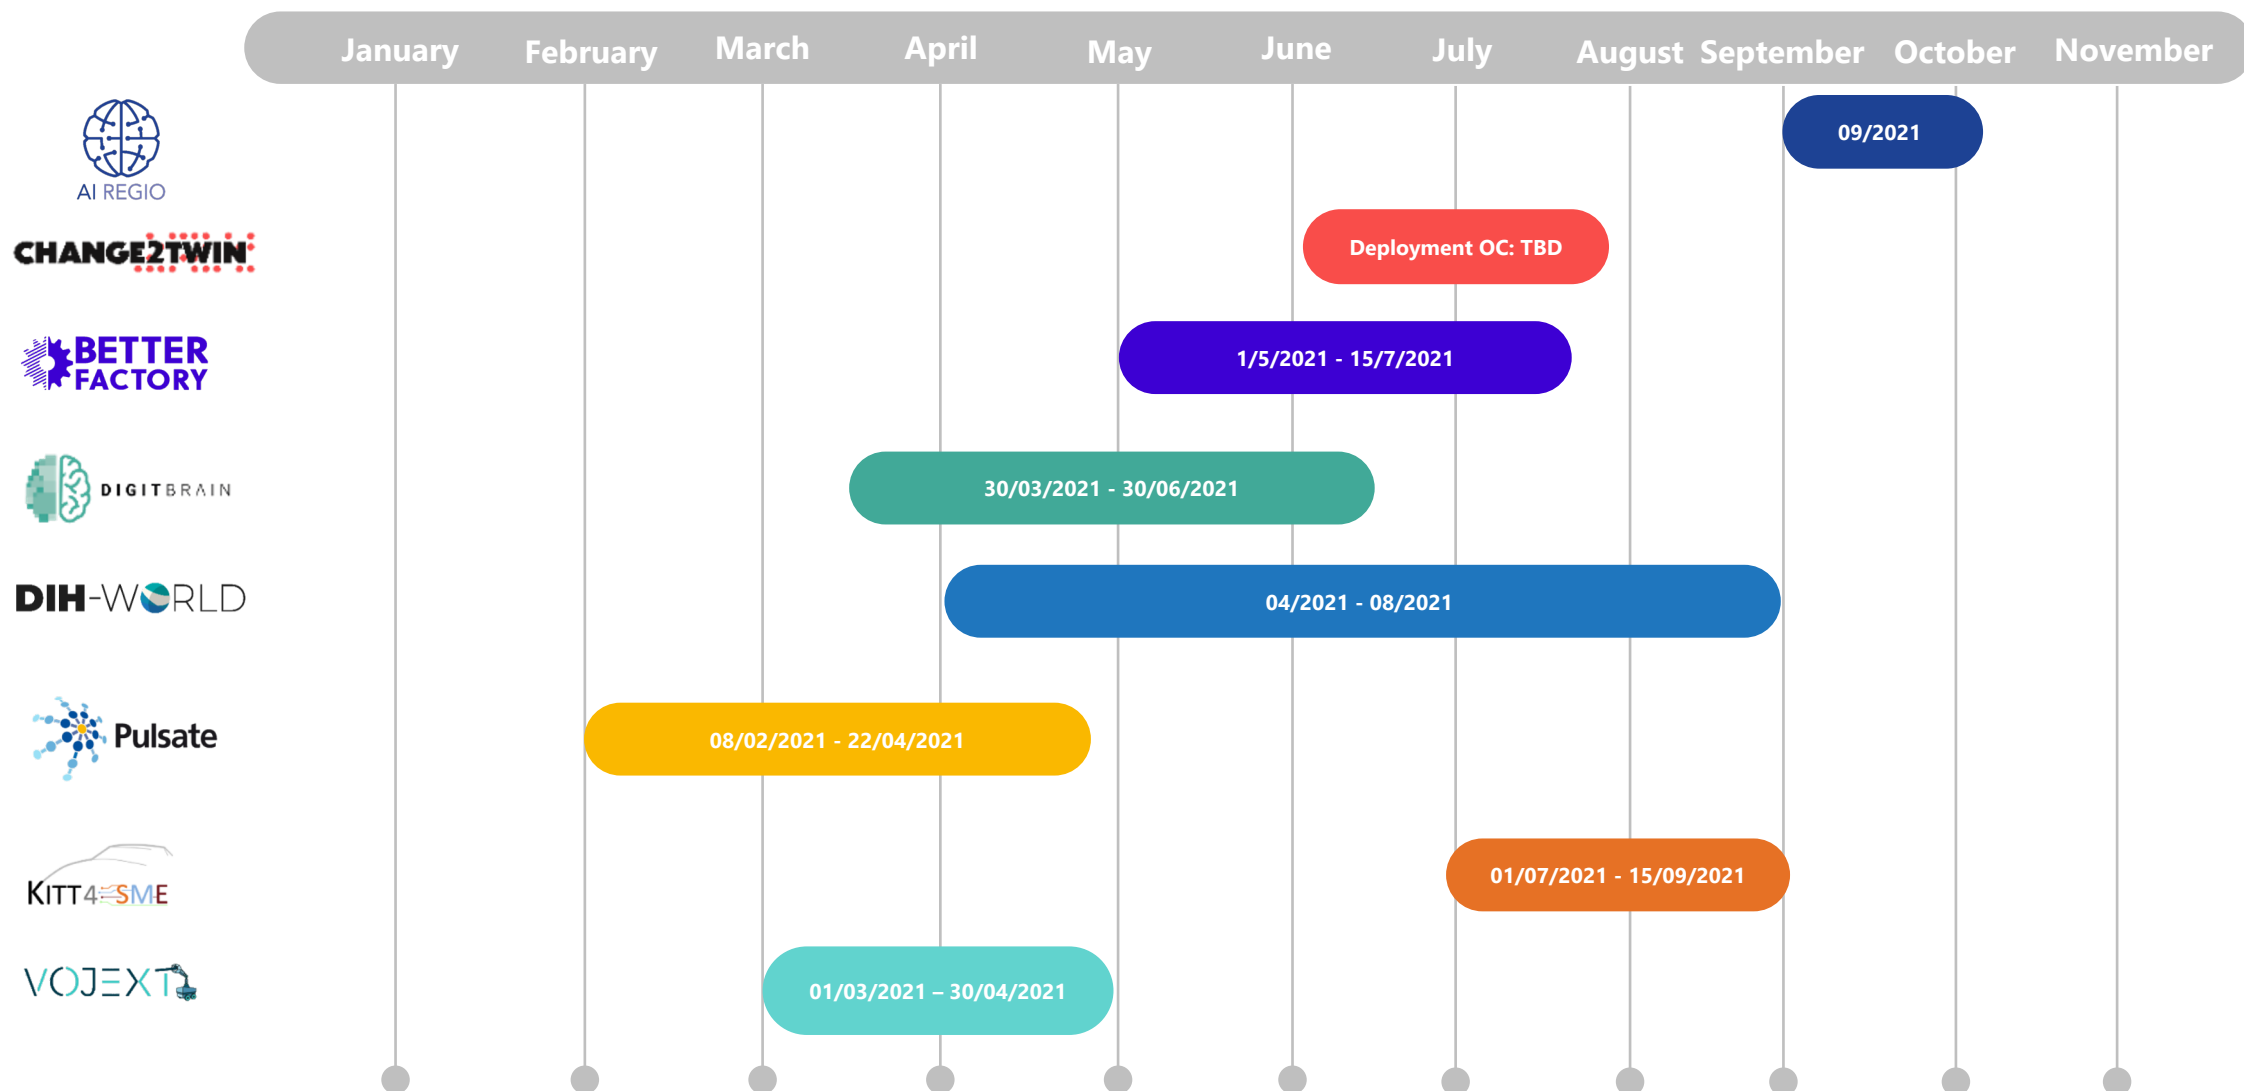 January February March April May June July August September October November
AI REGIO
09/2021
CHANGE2TWIN
Deployment OC: TBD
BETTER
FACTORY
1/5/2021 - 15/7/2021
DIGITBRAIN
30/03/2021 - 30/06/2021
DIH-WORLD
04/2021 - 08/2021
Pulsate
08/02/2021 - 22/04/2021
KITT4SME
01/07/2021 - 15/09/2021
VOJEXT
01/03/2021 – 30/04/2021